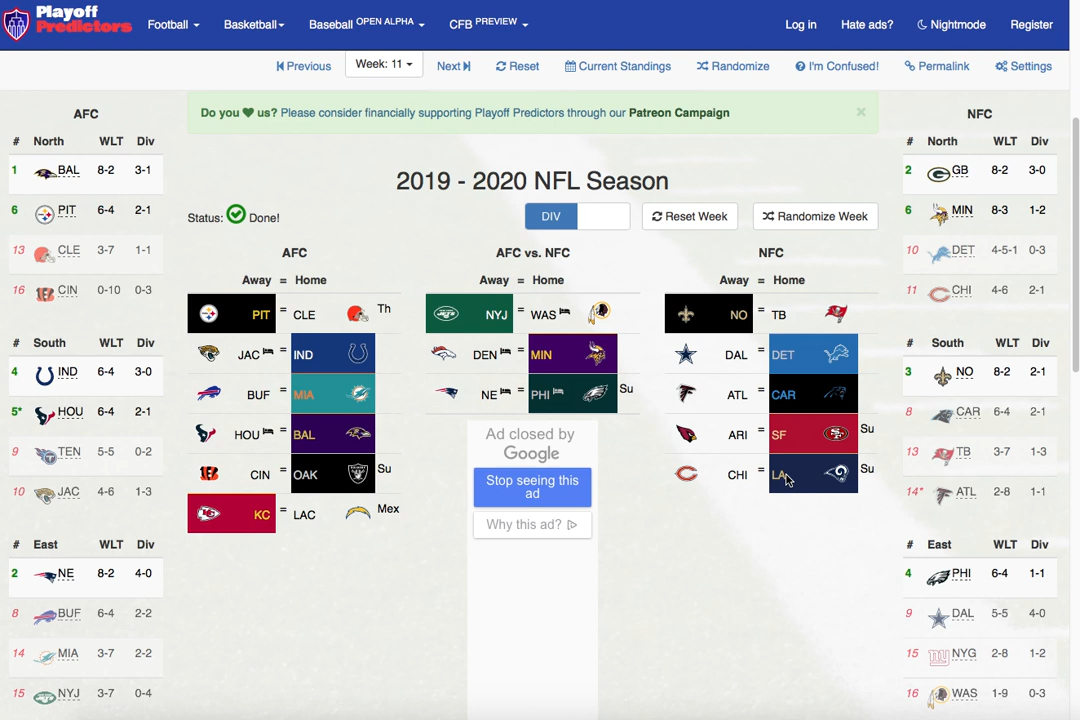 Playoff
Predictors
Football
Basketball
Baseball OPEN ALPHA
CFB PREVIEW
Log in
Hate ads?
Nightmode
Register
Previous
Week: 11
Next
Reset
Current Standings
Randomize
I'm Confused!
Permalink
Settings
Do you us? Please consider financially supporting Playoff Predictors through our Patreon Campaign
×
2019 - 2020 NFL Season
Status: Done!
DIV
Reset Week
Randomize Week
AFC
# North WLT Div
1 BAL 8-2 3-1
6 PIT 6-4 2-1
13 CLE 3-7 1-1
16 CIN 0-10 0-3
# South WLT Div
4 IND 6-4 3-0
5* HOU 6-4 2-1
9 TEN 5-5 0-2
10 JAC 4-6 1-3
# East WLT Div
2 NE 8-2 4-0
8 BUF 6-4 2-2
14 MIA 3-7 2-2
15 NYJ 3-7 0-4
AFC
Away = Home
PIT = CLE Th
JAC = IND
BUF = MIA
HOU = BAL
CIN = OAK Su
KC = LAC Mex
AFC vs. NFC
Away = Home
NYJ = WAS
DEN = MIN
NE = PHI Su
Ad closed by
Google
Stop seeing this
ad
Why this ad?
NFC
Away = Home
NO = TB
DAL = DET
ATL = CAR
ARI = SF Su
CHI = LA Su
NFC
# North WLT Div
2 GB 8-2 3-0
6 MIN 8-3 1-2
10 DET 4-5-1 0-3
11 CHI 4-6 2-1
# South WLT Div
3 NO 8-2 2-1
8 CAR 6-4 2-1
13 TB 3-7 1-3
14* ATL 2-8 1-1
# East WLT Div
4 PHI 6-4 1-1
9 DAL 5-5 4-0
15 NYG 2-8 1-2
16 WAS 1-9 0-3